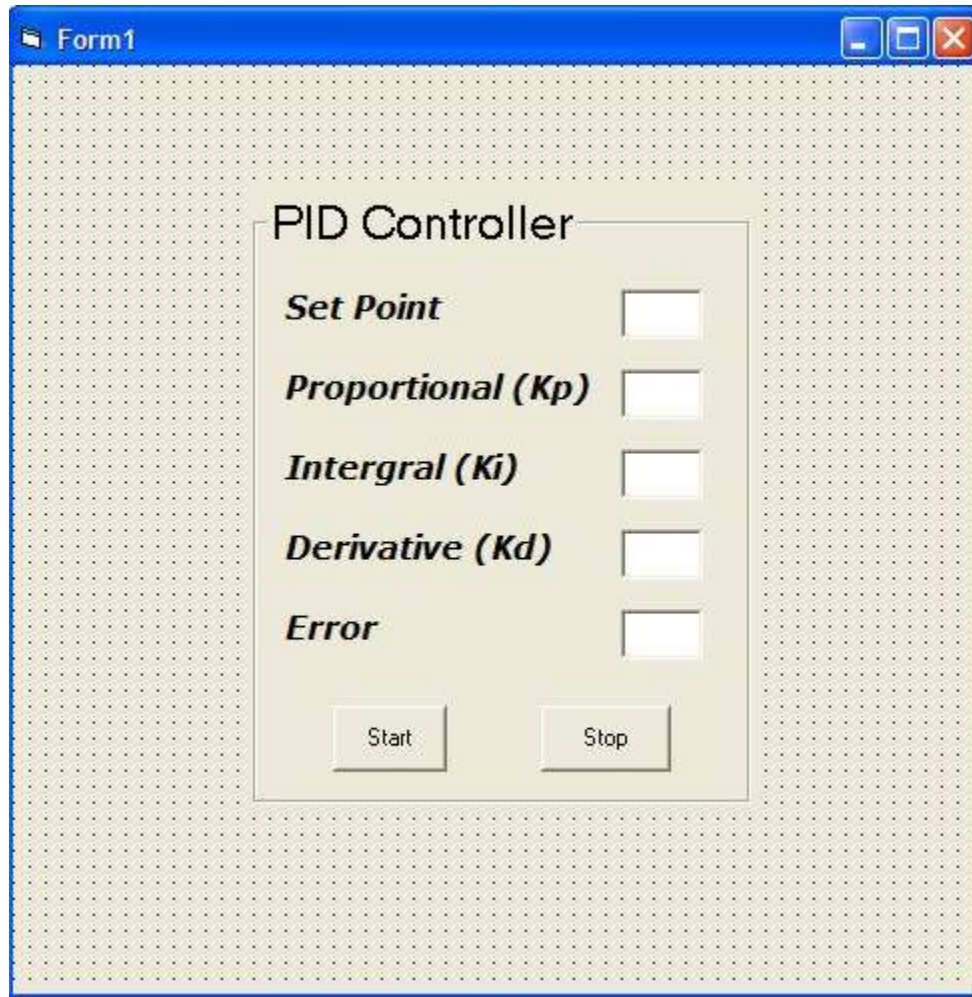 Form1
PID Controller
Set Point
Proportional (Kp)
Intergral (Ki)
Derivative (Kd)
Error
Start Stop